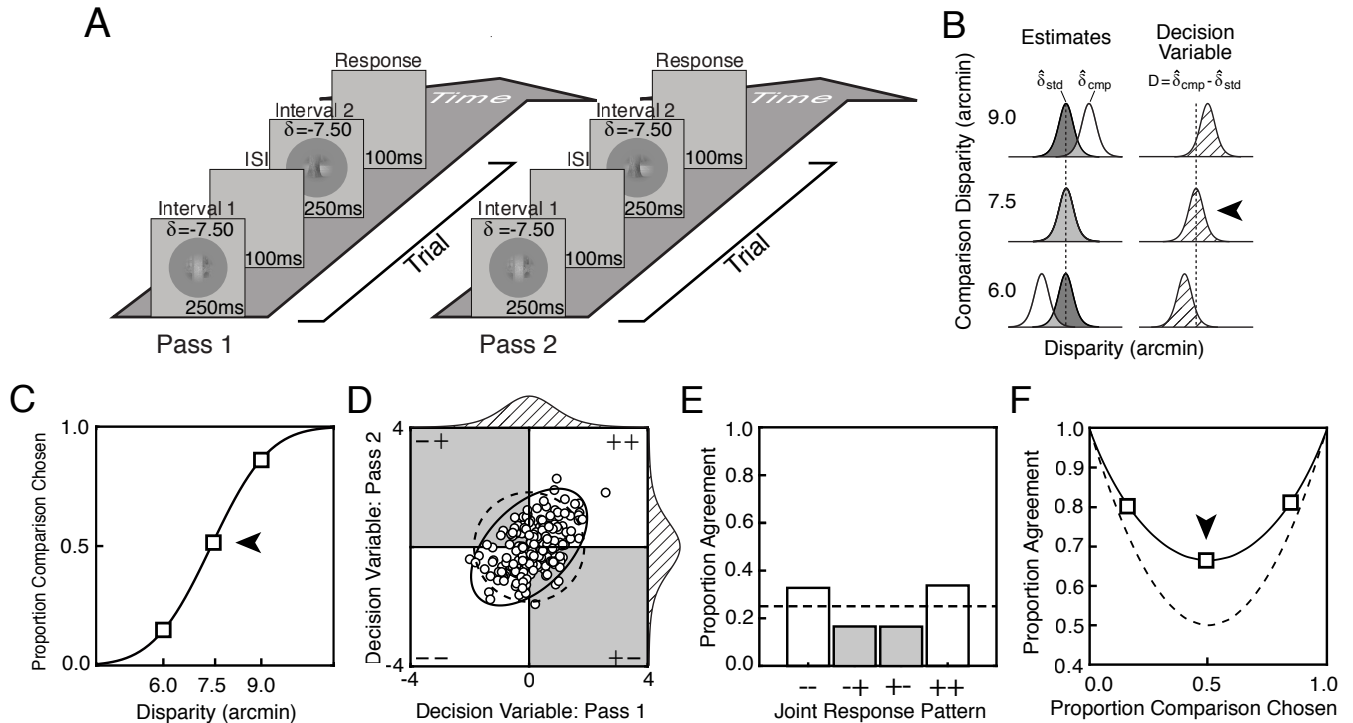 A
Response
Time
Interval 2
δ=-7.50
100ms
ISI
250ms
Interval 1
δ=-7.50
100ms
250ms
Trial
Pass 1
Response
Time
Interval 2
δ=-7.50
100ms
ISI
250ms
Interval 1
δ=-7.50
100ms
250ms
Trial
Pass 2
B
Estimates
Decision
Variable
δ̂std δ̂cmp
D=δ̂cmp-δ̂std
Comparison Disparity (arcmin)
9.0
7.5
6.0
Disparity (arcmin)
C
Proportion Comparison Chosen
1.0
0.5
0.0
6.0 7.5 9.0
Disparity (arcmin)
D
Decision Variable: Pass 2
4
-4
-+ ++
-- +-
-4 0 4
Decision Variable: Pass 1
E
Proportion Agreement
1.0
0.8
0.6
0.4
0.2
0.0
-- -+ +- ++
Joint Response Pattern
F
Proportion Agreement
1.0
0.9
0.8
0.7
0.6
0.5
0.4
0.0 0.5 1.0
Proportion Comparison Chosen